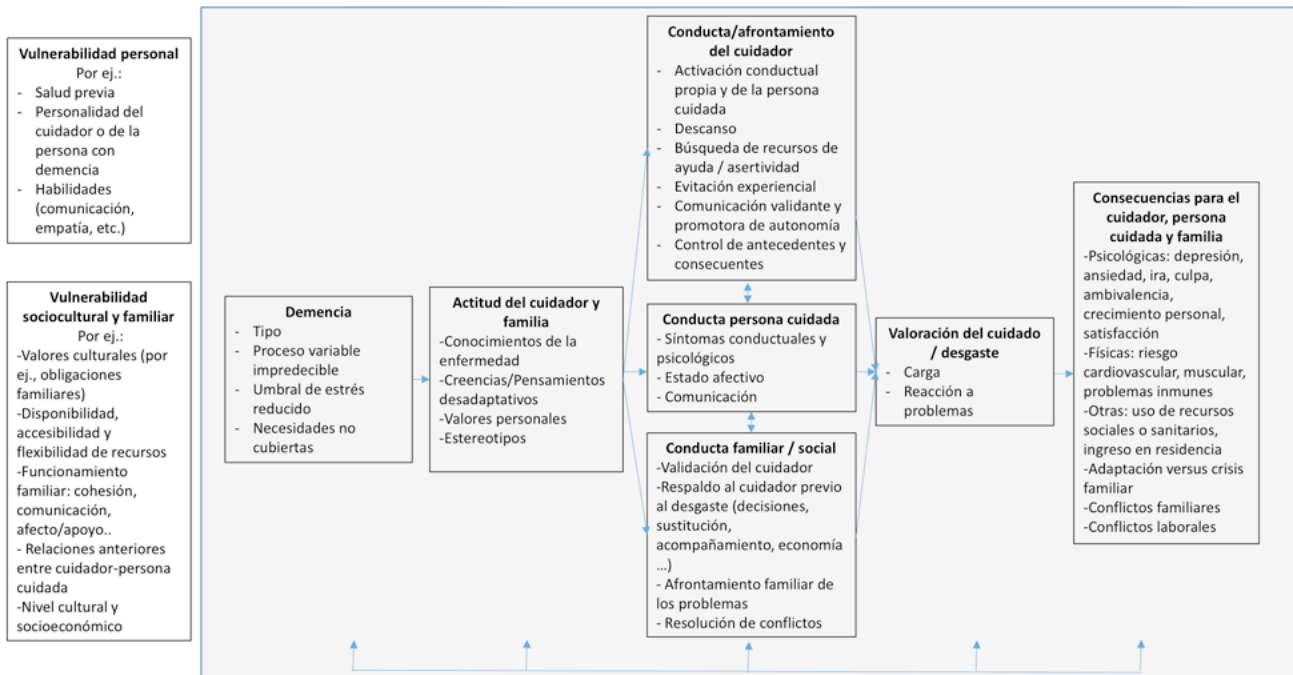 Vulnerabilidad personal
Por ej.:
- Salud previa
- Personalidad del
cuidador o de la
persona con
demencia
- Habilidades
(comunicación,
empatía, etc.)
Vulnerabilidad
sociocultural y familiar
Por ej.:
-Valores culturales (por
ej., obligaciones
familiares)
-Disponibilidad,
accesibilidad y
flexibilidad de recursos
-Funcionamiento
familiar: cohesión,
comunicación,
afecto/apoyo..
- Relaciones anteriores
entre cuidador-persona
cuidada
-Nivel cultural y
socioeconómico
Demencia
- Tipo
- Proceso variable
impredecible
- Umbral de estrés
reducido
- Necesidades no
cubiertas
Actitud del cuidador y
familia
-Conocimientos de la
enfermedad
-Creencias/Pensamientos
desadaptativos
-Valores personales
-Estereotipos
Conducta/afrontamiento
del cuidador
- Activación conductual
propia y de la persona
cuidada
- Descanso
- Búsqueda de recursos de
ayuda / asertividad
- Evitación experiencial
- Comunicación validante y
promotora de autonomía
- Control de antecedentes y
consecuentes
Conducta persona cuidada
- Síntomas conductuales y
psicológicos
- Estado afectivo
- Comunicación
Conducta familiar / social
-Validación del cuidador
-Respaldo al cuidador previo
al desgaste (decisiones,
sustitución,
acompañamiento, economía
...)
- Afrontamiento familiar de
los problemas
- Resolución de conflictos
Valoración del cuidado
/ desgaste
- Carga
- Reacción a
problemas
Consecuencias para el
cuidador, persona
cuidada y familia
-Psicológicas: depresión,
ansiedad, ira, culpa,
ambivalencia,
crecimiento personal,
satisfacción
-Físicas: riesgo
cardiovascular, muscular,
problemas inmunes
-Otras: uso de recursos
sociales o sanitarios,
ingreso en residencia
-Adaptación versus crisis
familiar
-Conflictos familiares
-Conflictos laborales